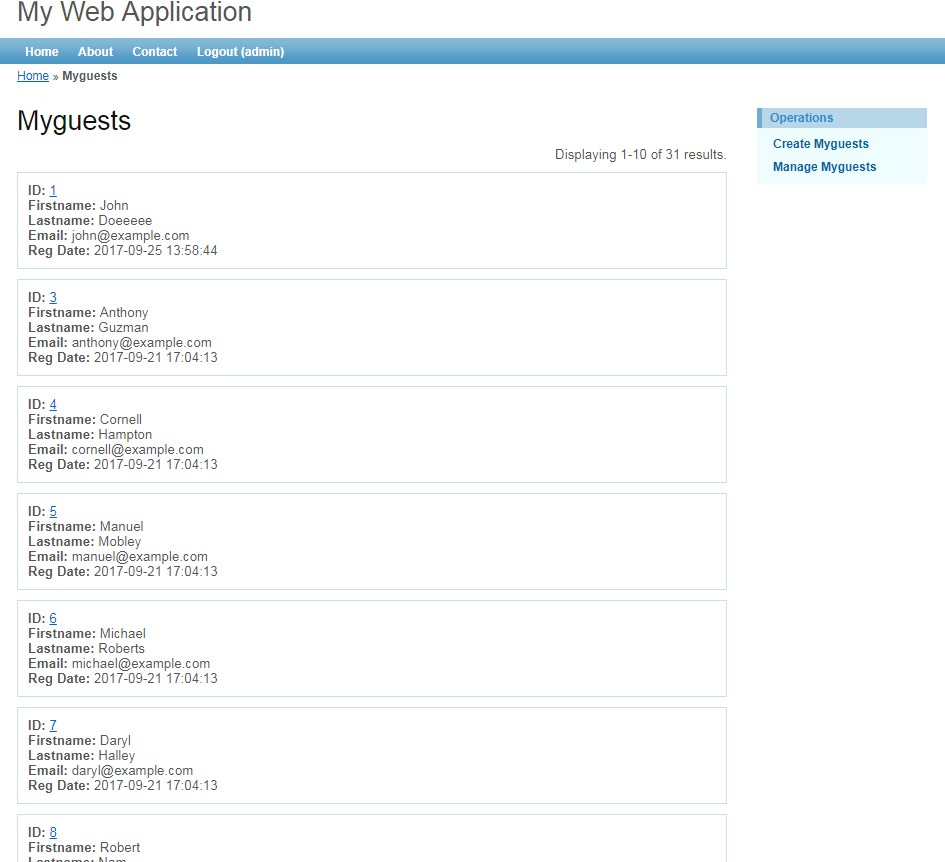 My Web Application
Home About Contact Logout (admin)
Home » Myguests
Myguests
Displaying 1-10 of 31 results.
ID: 1
Firstname: John
Lastname: Doeeeee
Email: john@example.com
Reg Date: 2017-09-25 13:58:44
ID: 3
Firstname: Anthony
Lastname: Guzman
Email: anthony@example.com
Reg Date: 2017-09-21 17:04:13
ID: 4
Firstname: Cornell
Lastname: Hampton
Email: cornell@example.com
Reg Date: 2017-09-21 17:04:13
ID: 5
Firstname: Manuel
Lastname: Mobley
Email: manuel@example.com
Reg Date: 2017-09-21 17:04:13
ID: 6
Firstname: Michael
Lastname: Roberts
Email: michael@example.com
Reg Date: 2017-09-21 17:04:13
ID: 7
Firstname: Daryl
Lastname: Halley
Email: daryl@example.com
Reg Date: 2017-09-21 17:04:13
ID: 8
Firstname: Robert
Lastname: Nam
Operations
Create Myguests
Manage Myguests